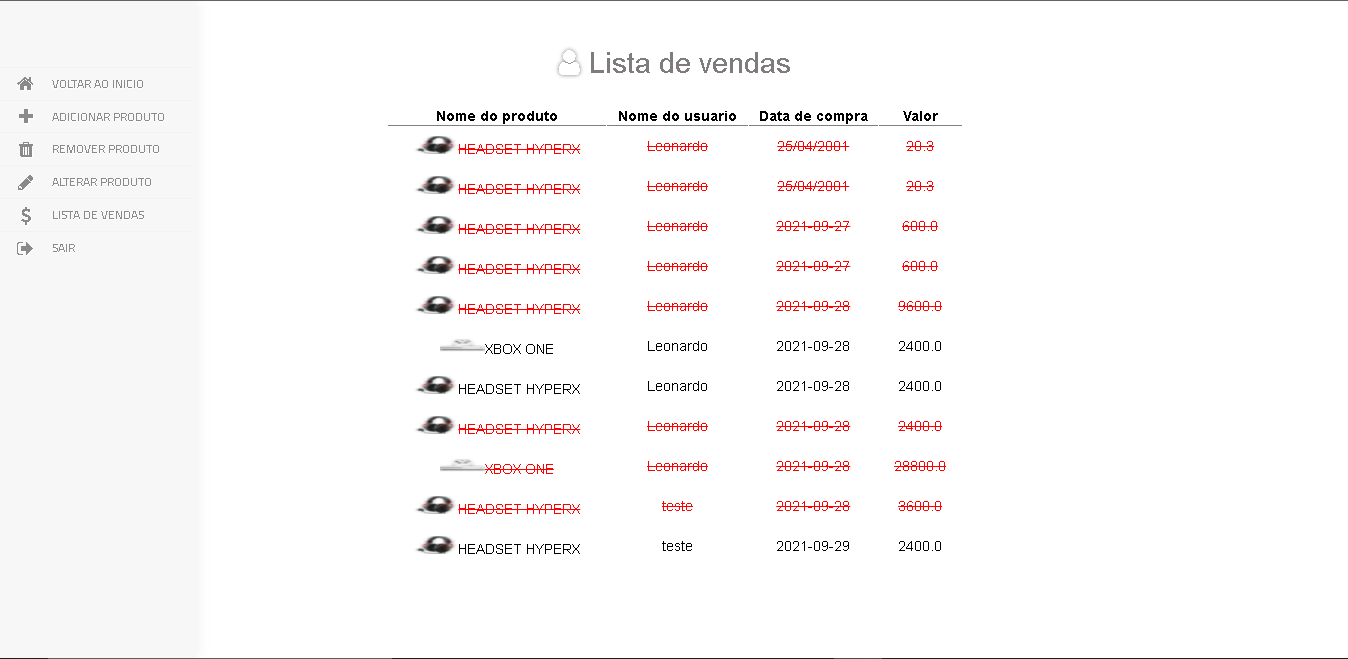 Lista de vendas
VOLTAR AO INICIO
ADICIONAR PRODUTO
REMOVER PRODUTO
ALTERAR PRODUTO
LISTA DE VENDAS
SAIR
Nome do produto Nome do usuario Data de compra Valor
HEADSET HYPERX Leonardo 25/04/2001 20.3
HEADSET HYPERX Leonardo 25/04/2001 20.3
HEADSET HYPERX Leonardo 2021-09-27 600.0
HEADSET HYPERX Leonardo 2021-09-27 600.0
HEADSET HYPERX Leonardo 2021-09-28 9600.0
XBOX ONE Leonardo 2021-09-28 2400.0
HEADSET HYPERX Leonardo 2021-09-28 2400.0
HEADSET HYPERX Leonardo 2021-09-28 2400.0
XBOX ONE Leonardo 2021-09-28 28800.0
HEADSET HYPERX teste 2021-09-28 3600.0
HEADSET HYPERX teste 2021-09-29 2400.0